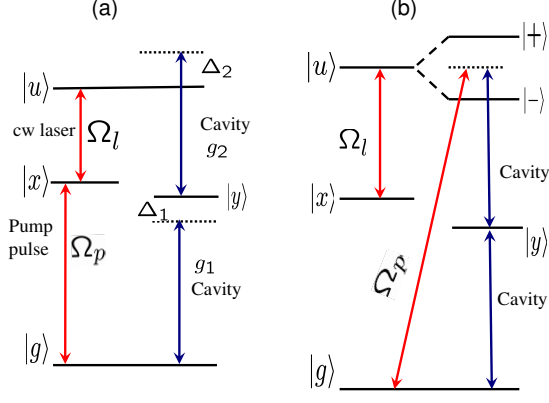 (a)
Δ₂
|u⟩
cw laser
Ω_l
Cavity
g₂
|x⟩
|y⟩
Δ₁
Pump
pulse
Ω_p
g₁
Cavity
|g⟩
(b)
|+⟩
|u⟩
|−⟩
Ω_l
Cavity
|x⟩
|y⟩
Ω_p
Cavity
|g⟩